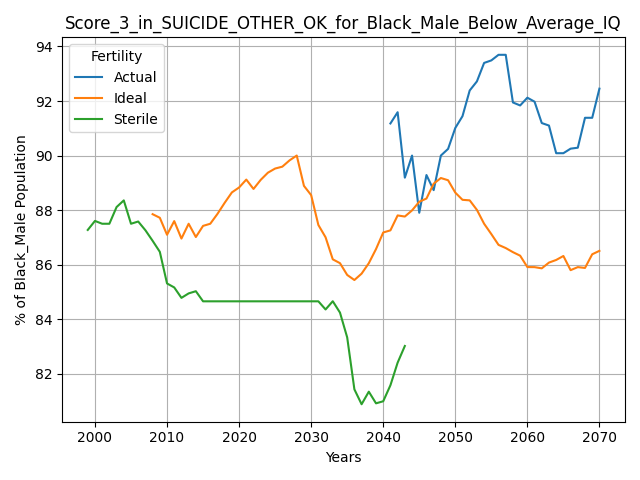 Score_3_in_SUICIDE_OTHER_OK_for_Black_Male_Below_Average_IQ
Fertility
Actual
Ideal
Sterile
% of Black_Male Population
94
92
90
88
86
84
82
2000 2010 2020 2030 2040 2050 2060 2070
Years